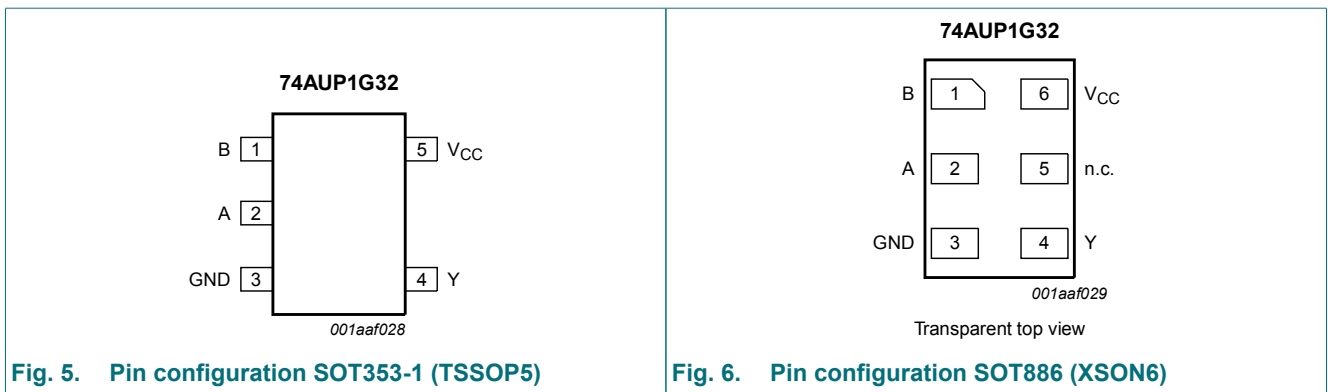 74AUP1G32
B 1
5 VCC
A 2
GND 3
4 Y
001aaf028
Fig. 5. Pin configuration SOT353-1 (TSSOP5)
74AUP1G32
B 1 6 VCC
A 2 5 n.c.
GND 3 4 Y
001aaf029
Transparent top view
Fig. 6. Pin configuration SOT886 (XSON6)